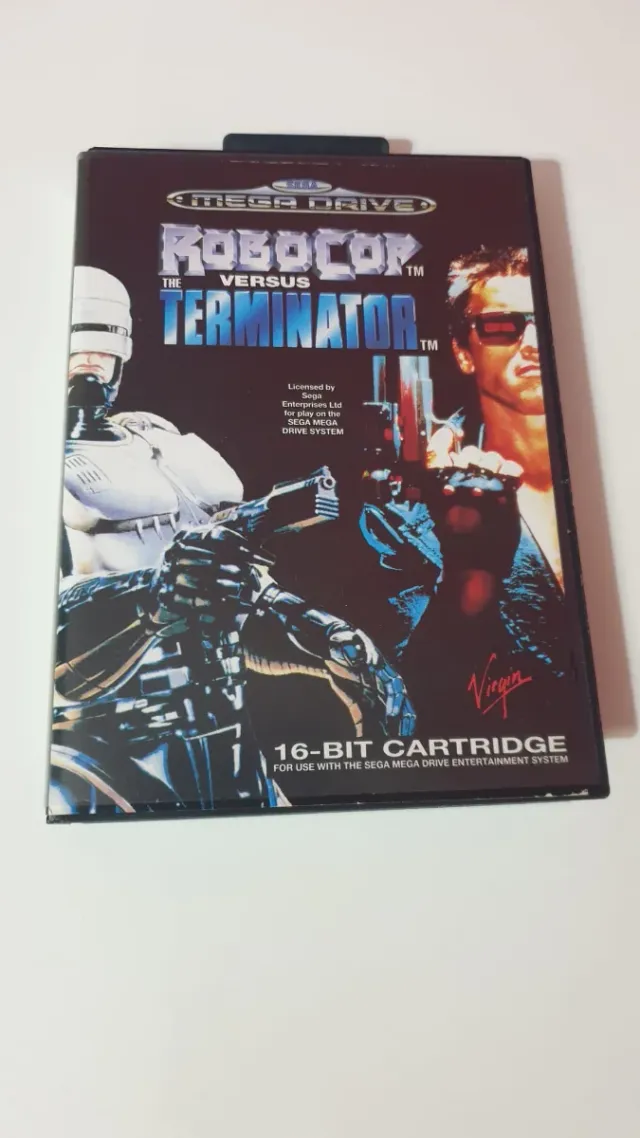 SEGA
MEGA DRIVE
ROBOCOP TM
THE VERSUS
TERMINATOR TM
Licensed by
Sega
Enterprises Ltd
for play on the
SEGA MEGA
DRIVE SYSTEM
Virgin
16-BIT CARTRIDGE
FOR USE WITH THE SEGA MEGA DRIVE ENTERTAINMENT SYSTEM